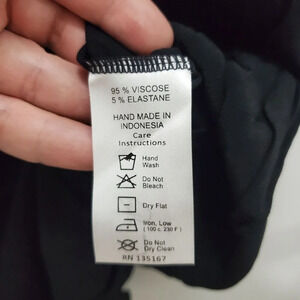 95 % VISCOSE
5 % ELASTANE
HAND MADE IN
INDONESIA
Care
Instructions
Hand
Wash
Do Not
Bleach
Dry Flat
Iron, Low
( 100 c. 230 F )
Do Not
Dry Clean
RN 135167